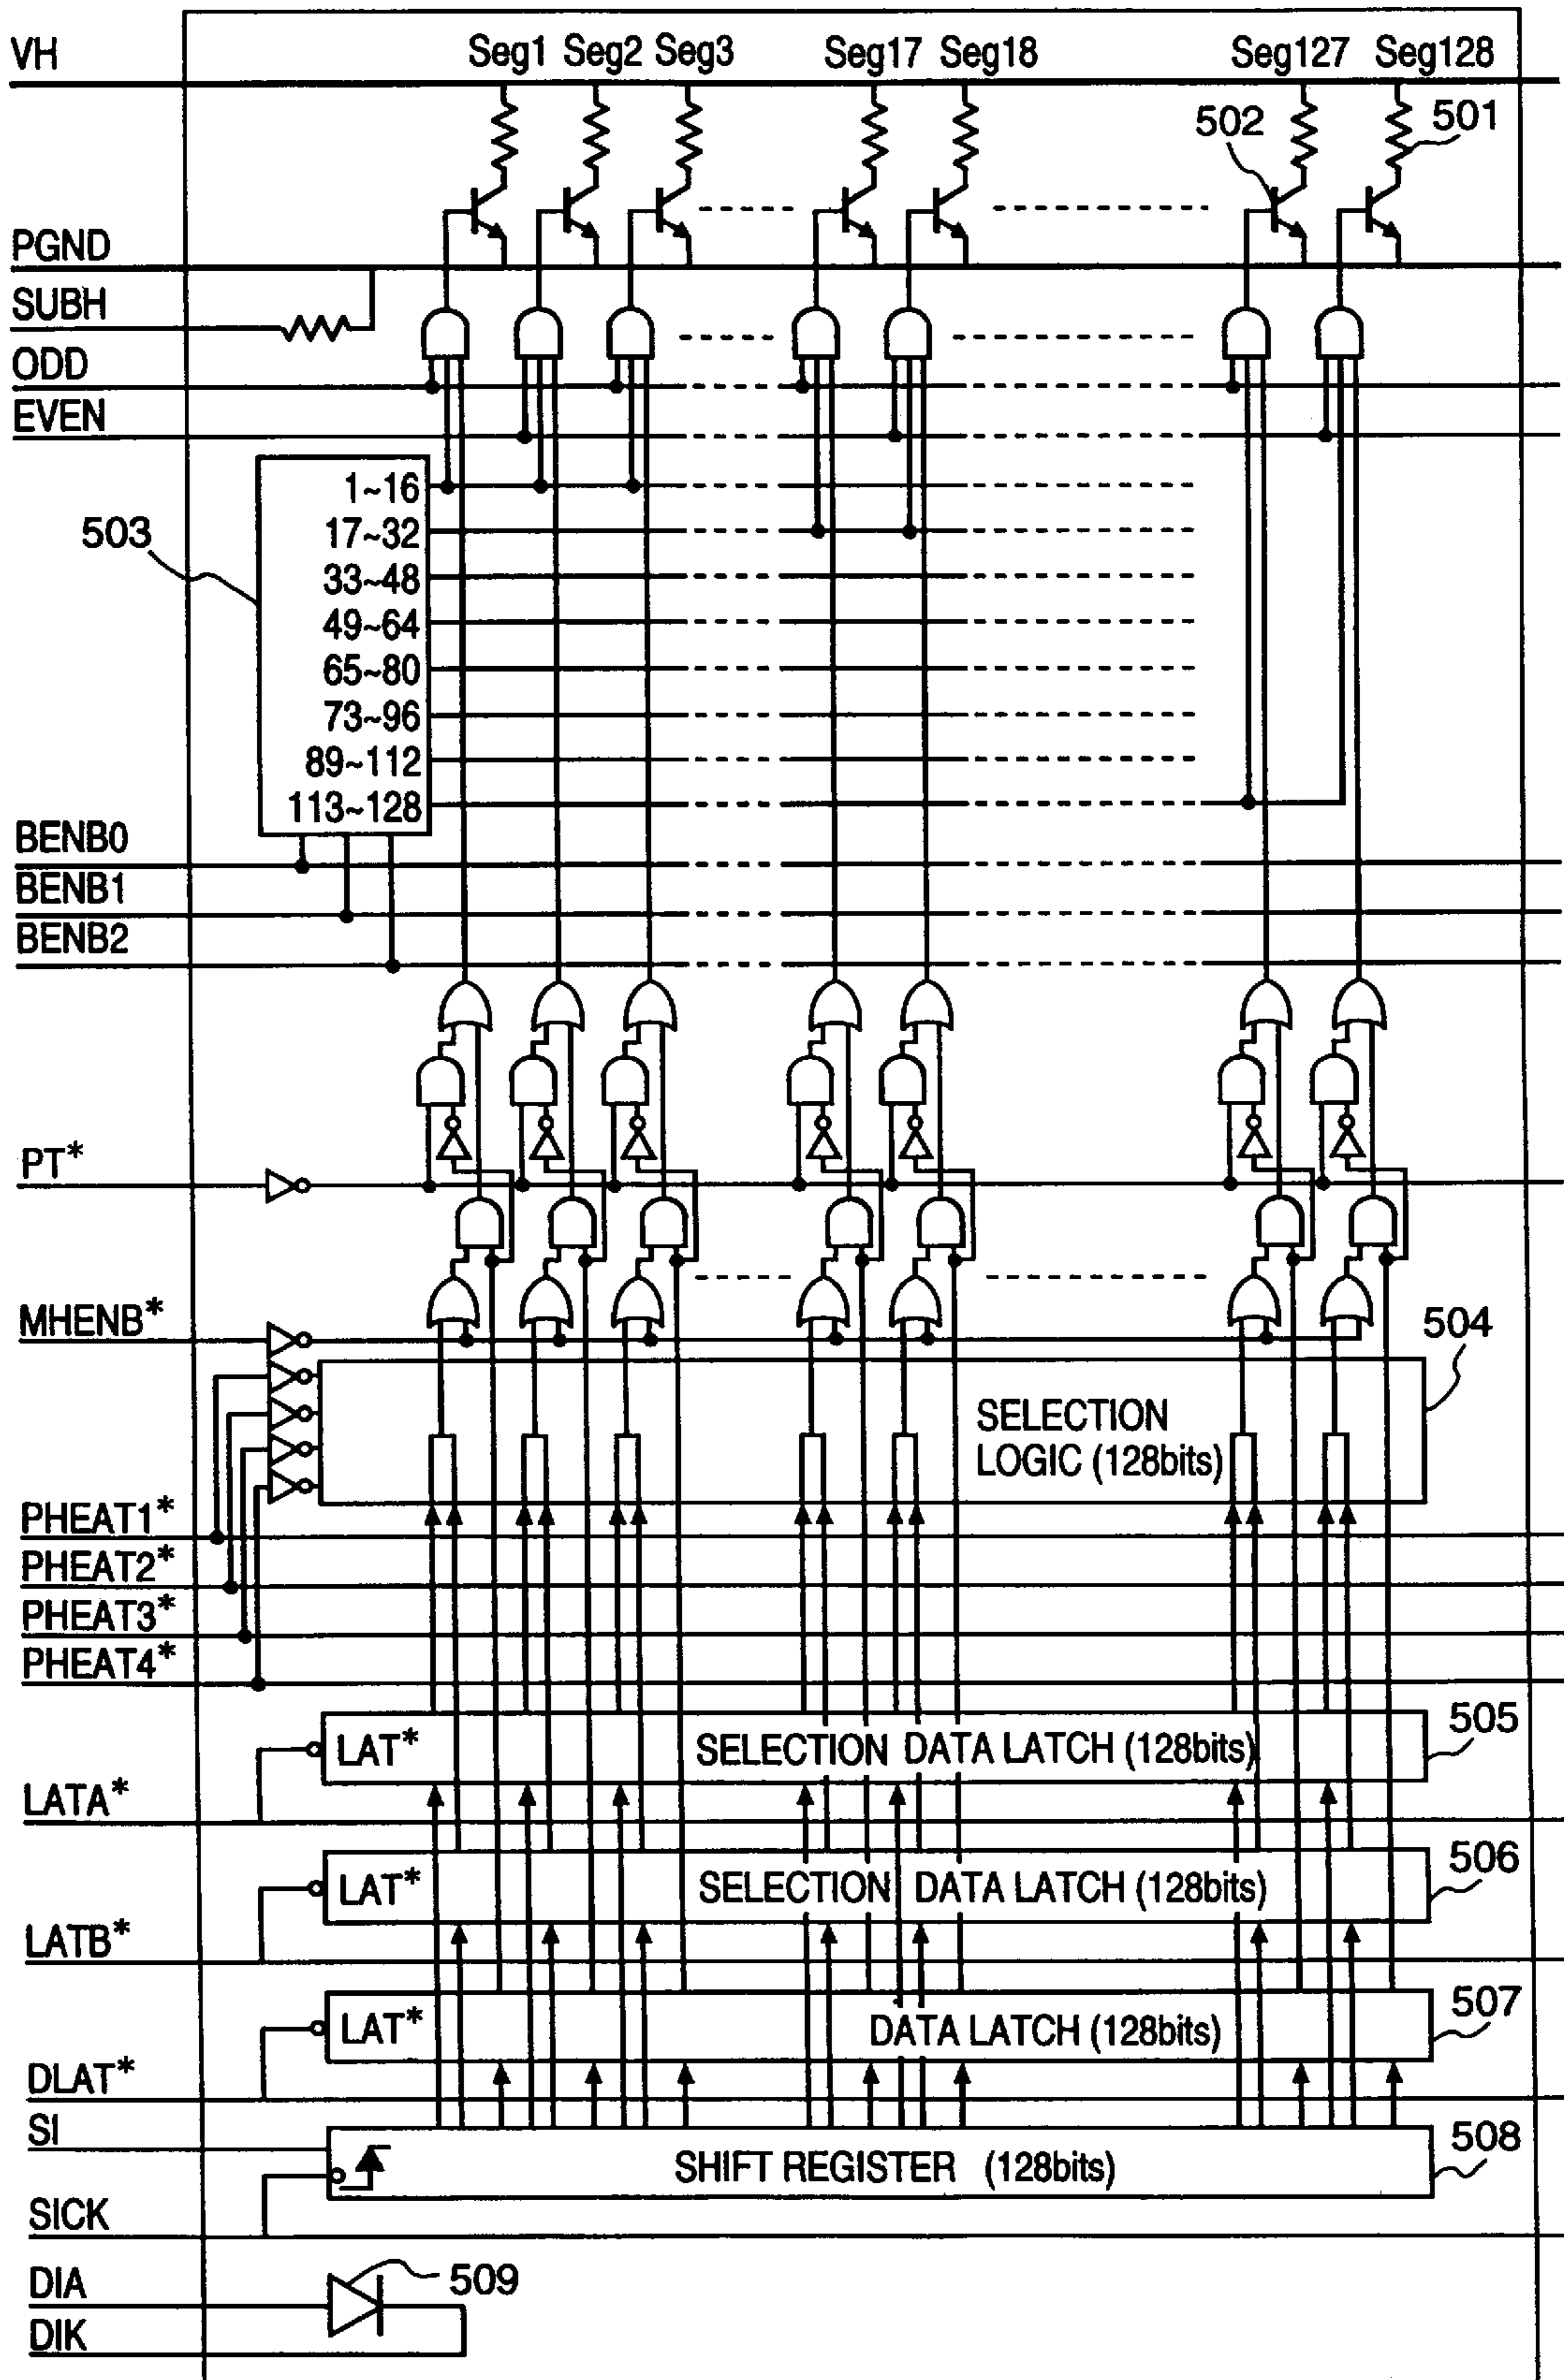 VH
Seg1 Seg2 Seg3 Seg17 Seg18 Seg127 Seg128
502
501
PGND
SUBH
ODD
EVEN
503
1~16
17~32
33~48
49~64
65~80
73~96
89~112
113~128
BENB0
BENB1
BENB2
PT*
MHENB*
504
SELECTION
LOGIC (128bits)
PHEAT1*
PHEAT2*
PHEAT3*
PHEAT4*
LAT* SELECTION DATA LATCH (128bits)
505
LATA*
LAT* SELECTION DATA LATCH (128bits)
506
LATB*
LAT* DATA LATCH (128bits)
507
DLAT*
SI
SHIFT REGISTER (128bits)
508
SICK
DIA
509
DIK